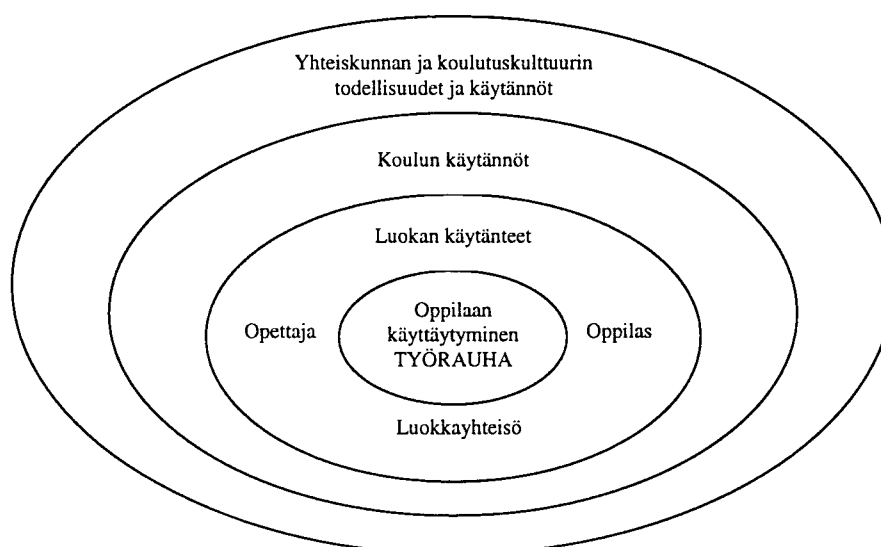 Yhteiskunnan ja koulutuskulttuurin
todellisuudet ja käytännöt
Koulun käytännöt
Luokan käytänteet
Opettaja
Oppilaan
käyttäytyminen
TYÖRAUHA
Oppilas
Luokkayhteisö